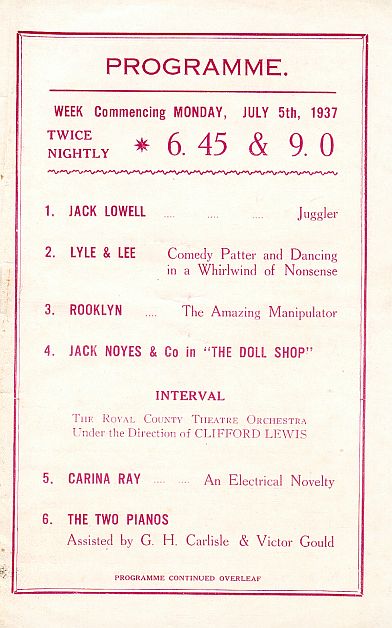 PROGRAMME.
WEEK Commencing MONDAY, JULY 5th, 1937
TWICE
NIGHTLY * 6. 45 & 9. 0
1. JACK LOWELL .... .... .... Juggler
2. LYLE & LEE Comedy Patter and Dancing
in a Whirlwind of Nonsense
3. ROOKLYN .... The Amazing Manipulator
4. JACK NOYES & Co in "THE DOLL SHOP"
INTERVAL
THE ROYAL COUNTY THEATRE ORCHESTRA
Under the Direction of CLIFFORD LEWIS
5. CARINA RAY .... .... An Electrical Novelty
6. THE TWO PIANOS
Assisted by G. H. Carlisle & Victor Gould
PROGRAMME CONTINUED OVERLEAF